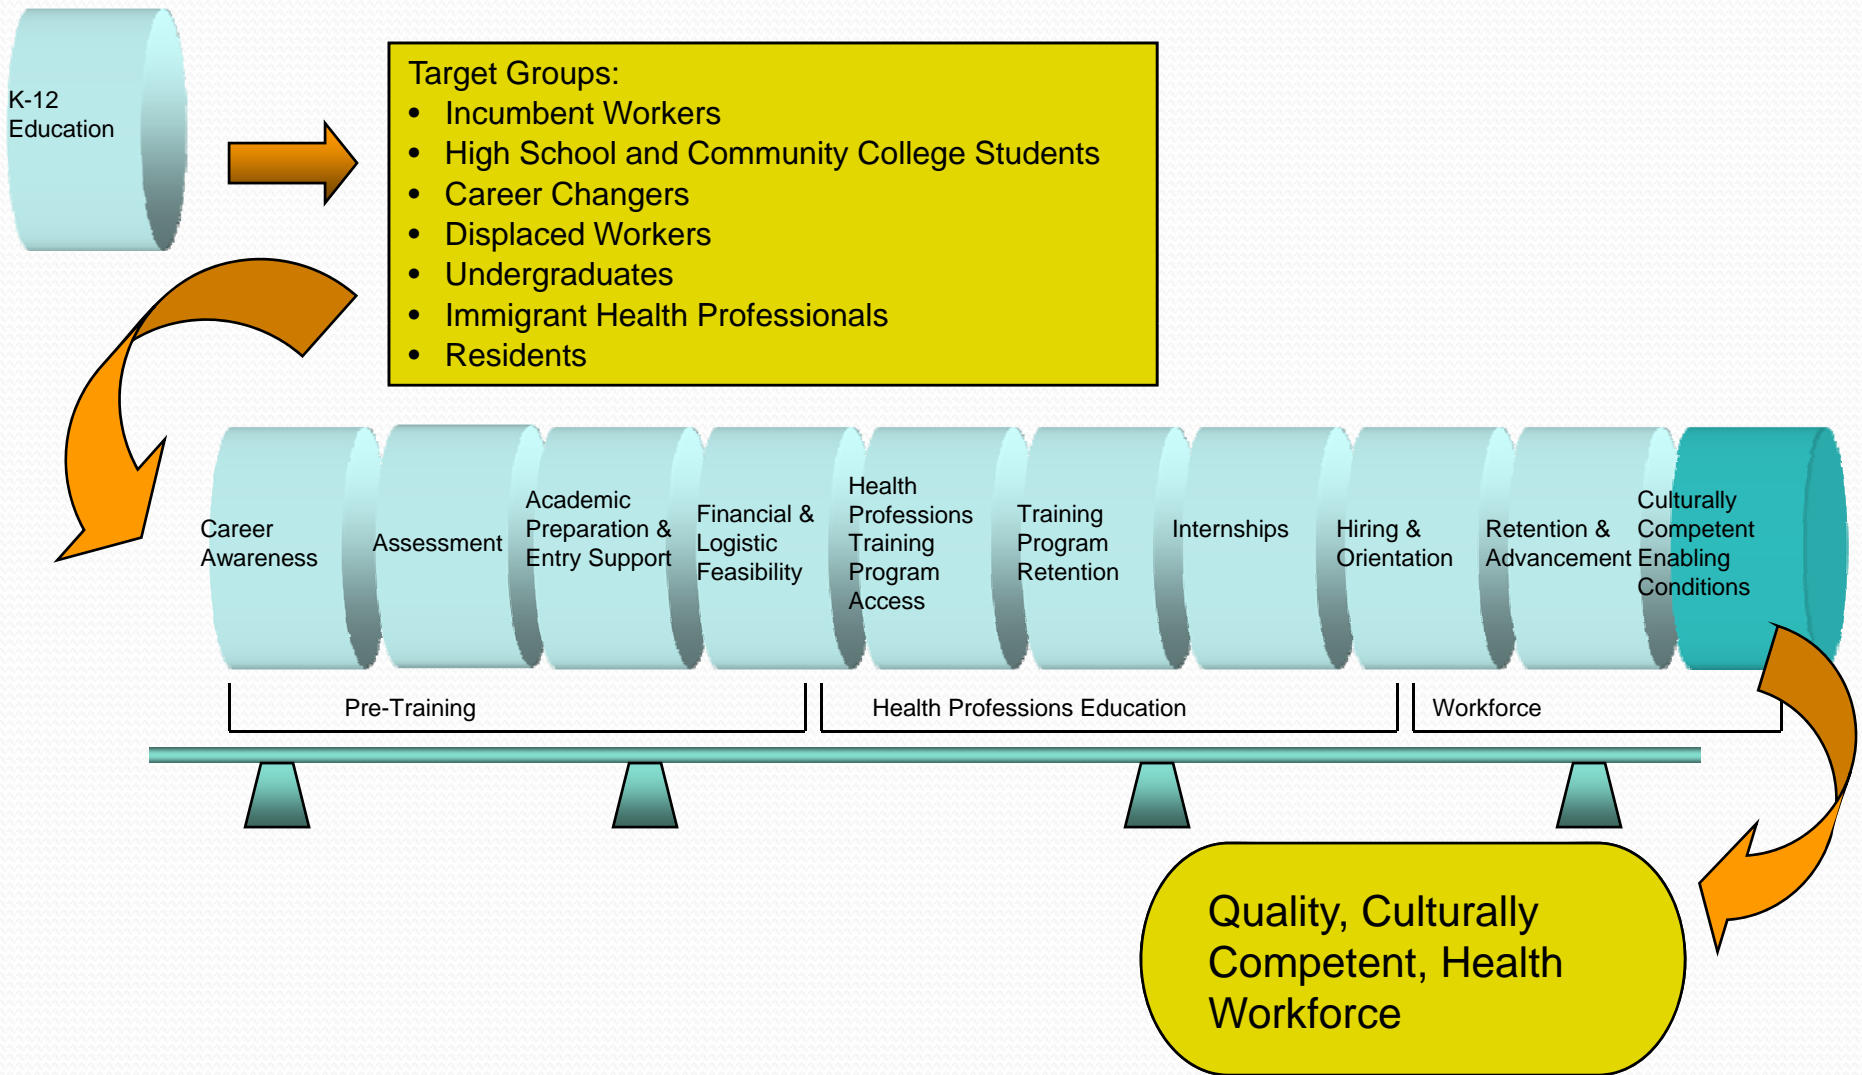 K-12
Education
Target Groups:
• Incumbent Workers
• High School and Community College Students
• Career Changers
• Displaced Workers
• Undergraduates
• Immigrant Health Professionals
• Residents
Career
Awareness
Assessment
Academic
Preparation &
Entry Support
Financial &
Logistic
Feasibility
Health
Professions
Training
Program
Access
Training
Program
Retention
Internships
Hiring &
Orientation
Retention &
Advancement
Culturally
Competent
Enabling
Conditions
Pre-Training
Health Professions Education
Workforce
Quality, Culturally
Competent, Health
Workforce